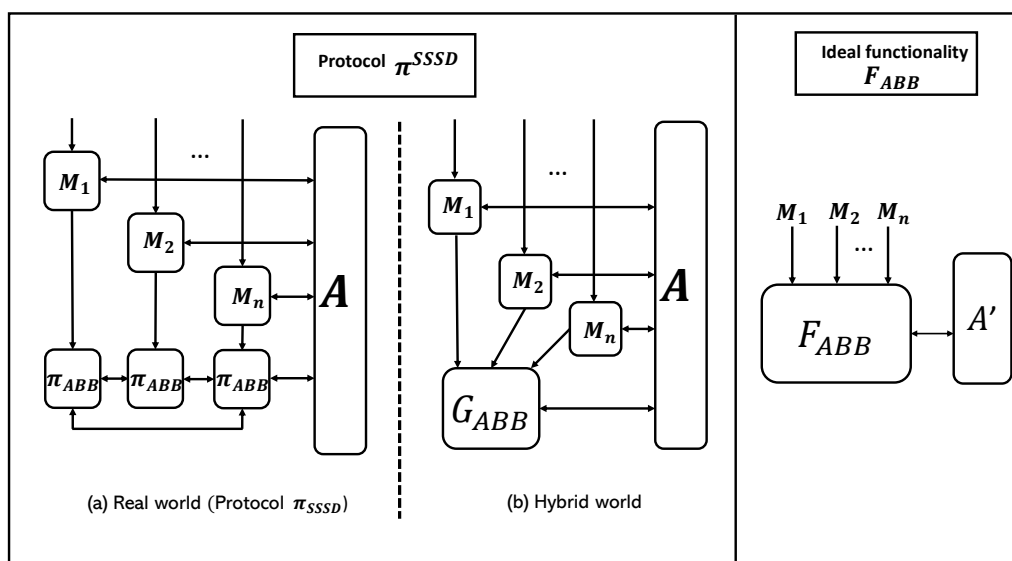 Protocol π^SSSD
Ideal functionality
F_ABB
...
M_1
M_2
M_n
A
π_ABB π_ABB π_ABB
(a) Real world (Protocol π_SSSD)
...
M_1
M_2
M_n
A
G_ABB
(b) Hybrid world
M_1 M_2 M_n
...
F_ABB
A'